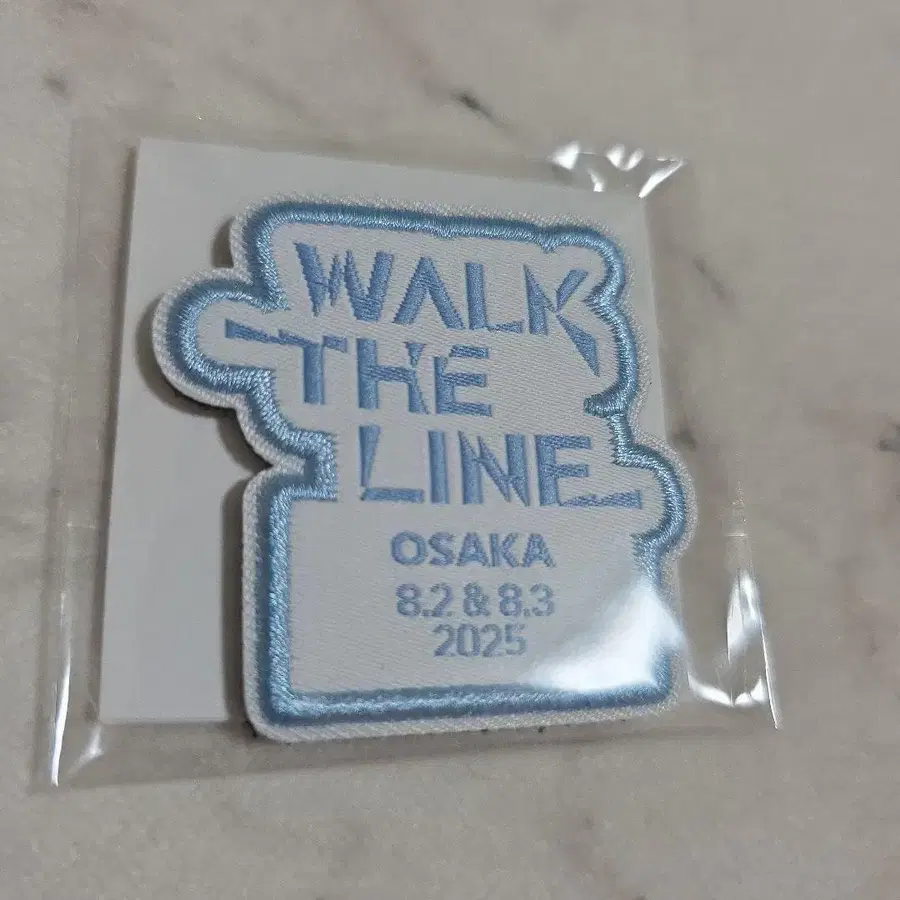 WALK
THE
LINE
OSAKA
8.2 & 8.3
2025